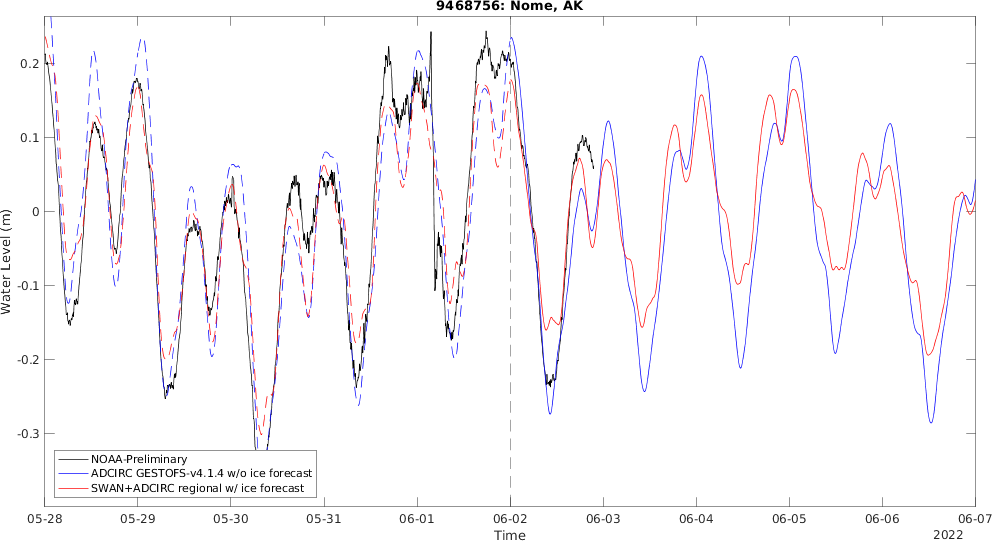 9468756: Nome, AK
Water Level (m)
0.2
0.1
0
-0.1
-0.2
-0.3
NOAA-Preliminary
ADCIRC GESTOFS-v4.1.4 w/o ice forecast
SWAN+ADCIRC regional w/ ice forecast
05-28 05-29 05-30 05-31 06-01 06-02 06-03 06-04 06-05 06-06 06-07
Time
2022